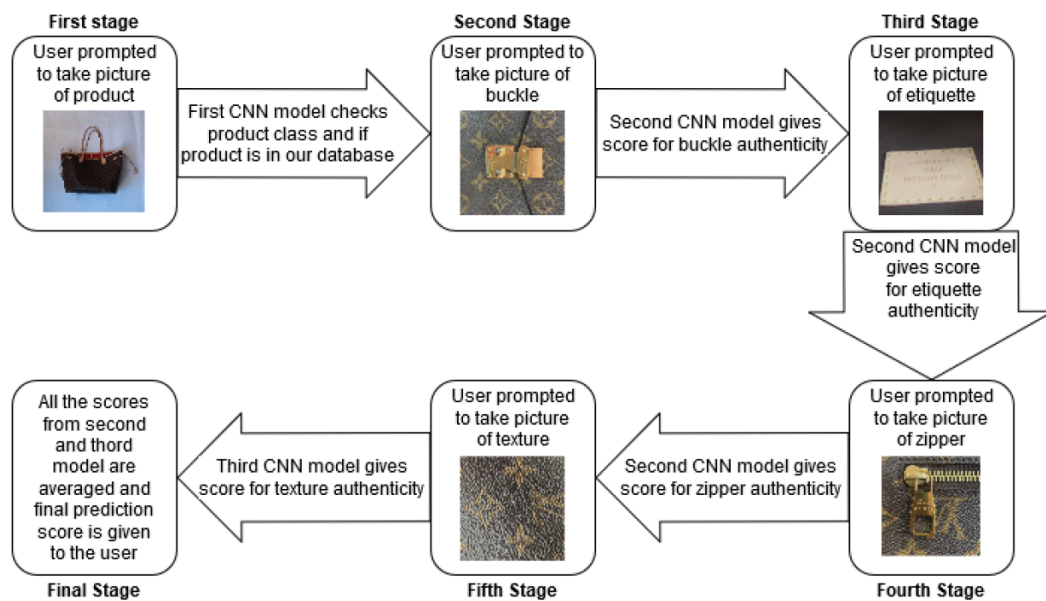 First stage
User prompted
to take picture
of product
First CNN model checks
product class and if
product is in our database
Second Stage
User prompted to
take picture of
buckle
Second CNN model gives
score for buckle authenticity
Third Stage
User prompted
to take picture
of etiquette
Second CNN model
gives score
for etiquette
authenticity
User prompted
to take picture
of zipper
Fourth Stage
Second CNN model gives
score for zipper authenticity
User prompted
to take picture
of texture
Fifth Stage
Third CNN model gives
score for texture authenticity
All the scores
from second
and thord
model are
averaged and
final prediction
score is given
to the user
Final Stage